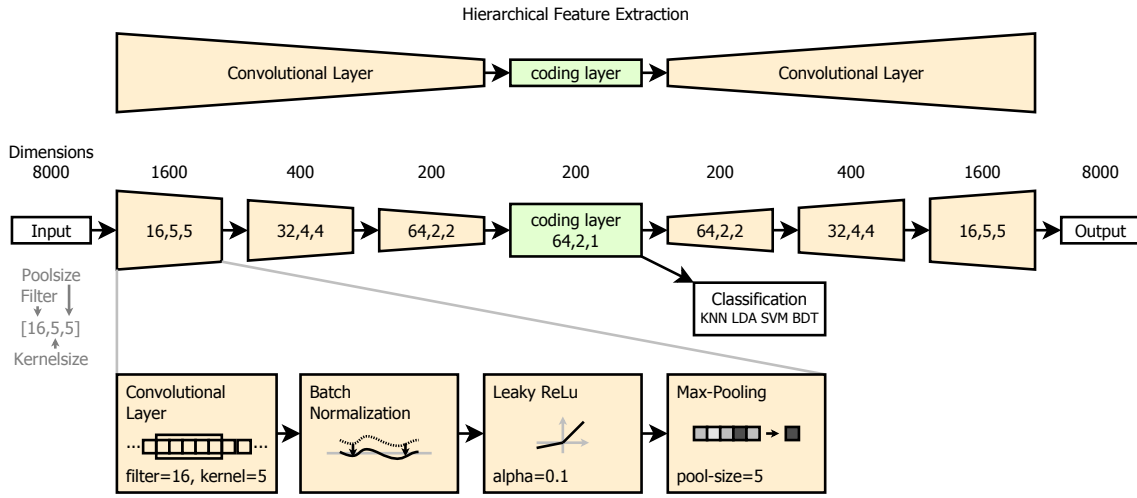 Hierarchical Feature Extraction
Convolutional Layer
coding layer
Convolutional Layer
Dimensions
8000
1600
400
200
200
200
400
1600
8000
Input
16,5,5
32,4,4
64,2,2
coding layer
64,2,1
64,2,2
32,4,4
16,5,5
Output
Poolsize
Filter
[16,5,5]
Kernelsize
Classification
KNN LDA SVM BDT
Convolutional
Layer
filter=16, kernel=5
Batch
Normalization
Leaky ReLu
alpha=0.1
Max-Pooling
pool-size=5